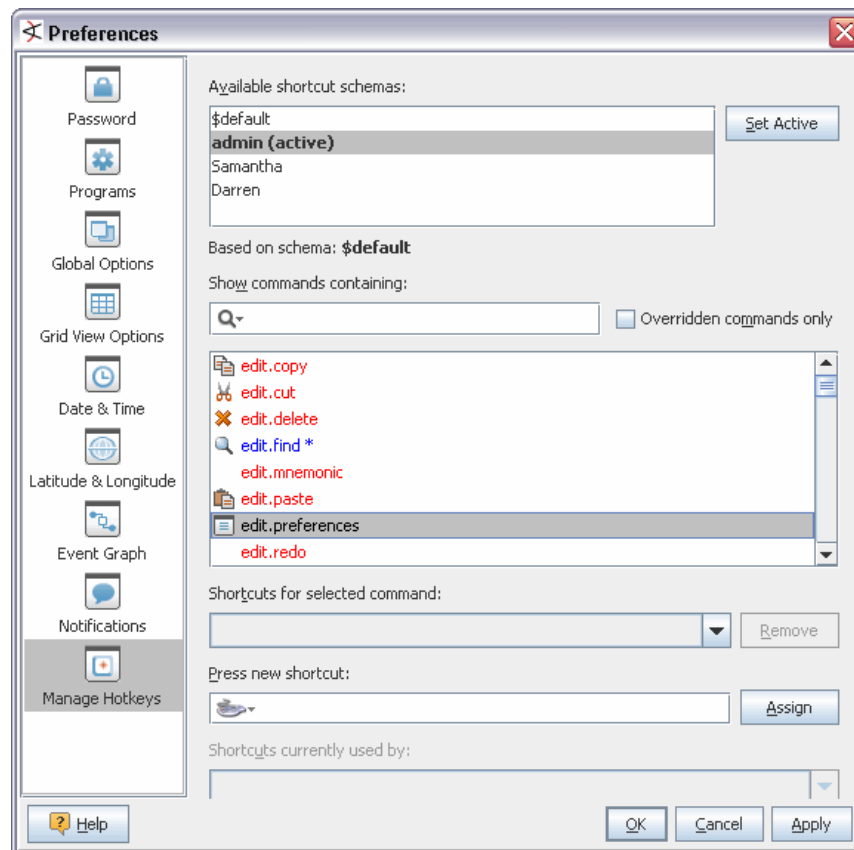 Preferences
Password
Programs
Global Options
Grid View Options
Date & Time
Latitude & Longitude
Event Graph
Notifications
Manage Hotkeys
Available shortcut schemas:
$default
admin (active)
Samantha
Darren
Set Active
Based on schema: $default
Show commands containing:
Overridden commands only
edit.copy
edit.cut
edit.delete
edit.find *
edit.mnemonic
edit.paste
edit.preferences
edit.redo
Shortcuts for selected command:
Remove
Press new shortcut:
Assign
Shortcuts currently used by:
Help
OK
Cancel
Apply